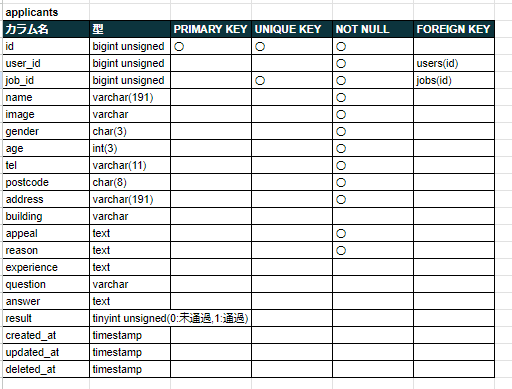 applicants
カラム名 型 PRIMARY KEY UNIQUE KEY NOT NULL FOREIGN KEY
id bigint unsigned 〇 〇 〇
user_id bigint unsigned 〇 users(id)
job_id bigint unsigned 〇 〇 jobs(id)
name varchar(191) 〇
image varchar 〇
gender char(3) 〇
age int(3) 〇
tel varchar(11) 〇
postcode char(8) 〇
address varchar(191) 〇
building varchar
appeal text 〇
reason text 〇
experience text
question varchar
answer text
result tinyint unsigned(0:未通過,1:通過)
created_at timestamp
updated_at timestamp
deleted_at timestamp